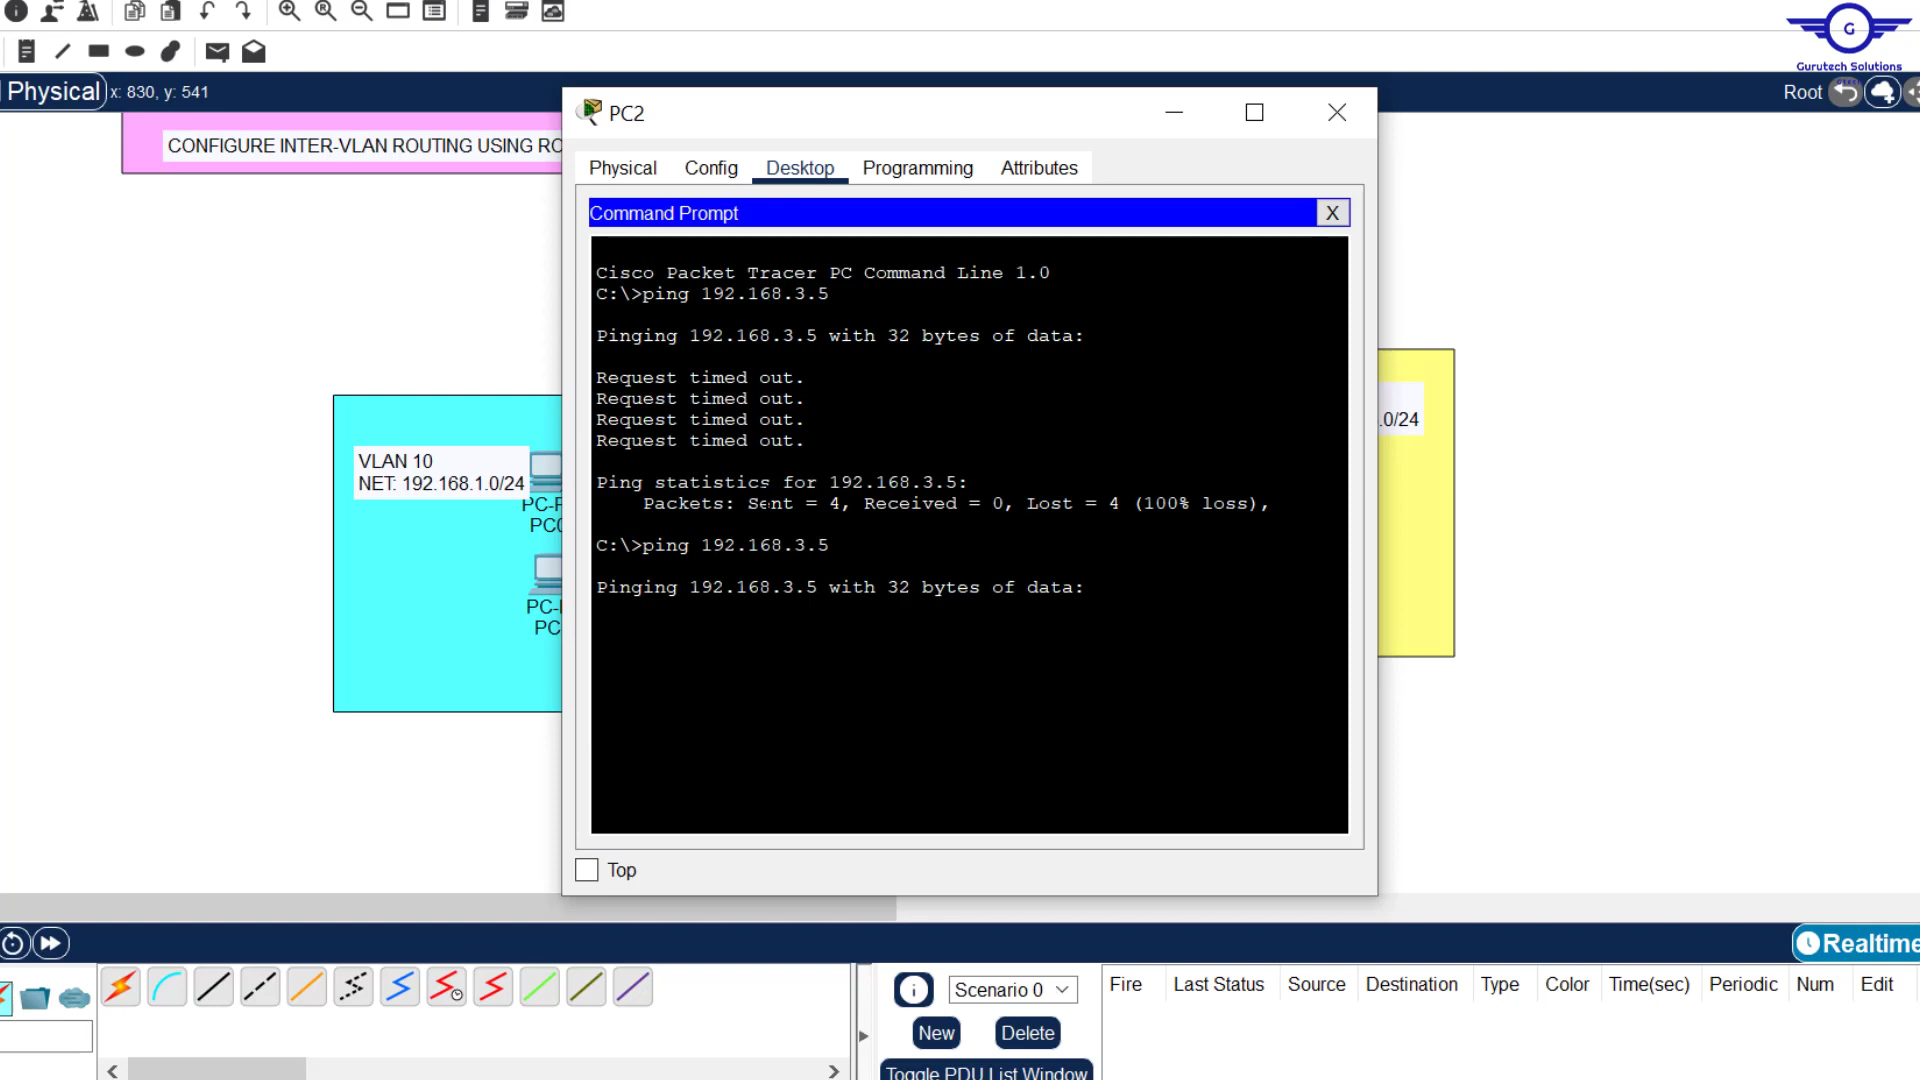 G
Gurutech Solutions
Physical
x: 830, y: 541
Root
CONFIGURE INTER-VLAN ROUTING USING RO
PC2
Physical
Config
Desktop
Programming
Attributes
Command Prompt
X
Cisco Packet Tracer PC Command Line 1.0
C:\>ping 192.168.3.5
Pinging 192.168.3.5 with 32 bytes of data:
Request timed out.
Request timed out.
Request timed out.
Request timed out.
Ping statistics for 192.168.3.5:
Packets: Sent = 4, Received = 0, Lost = 4 (100% loss),
C:\>ping 192.168.3.5
Pinging 192.168.3.5 with 32 bytes of data:
VLAN 10
NET: 192.168.1.0/24
PC0
PC
.0/24
Top
Realtime
Scenario 0
New
Delete
Toggle PDU List Window
Fire
Last Status
Source
Destination
Type
Color
Time(sec)
Periodic
Num
Edit